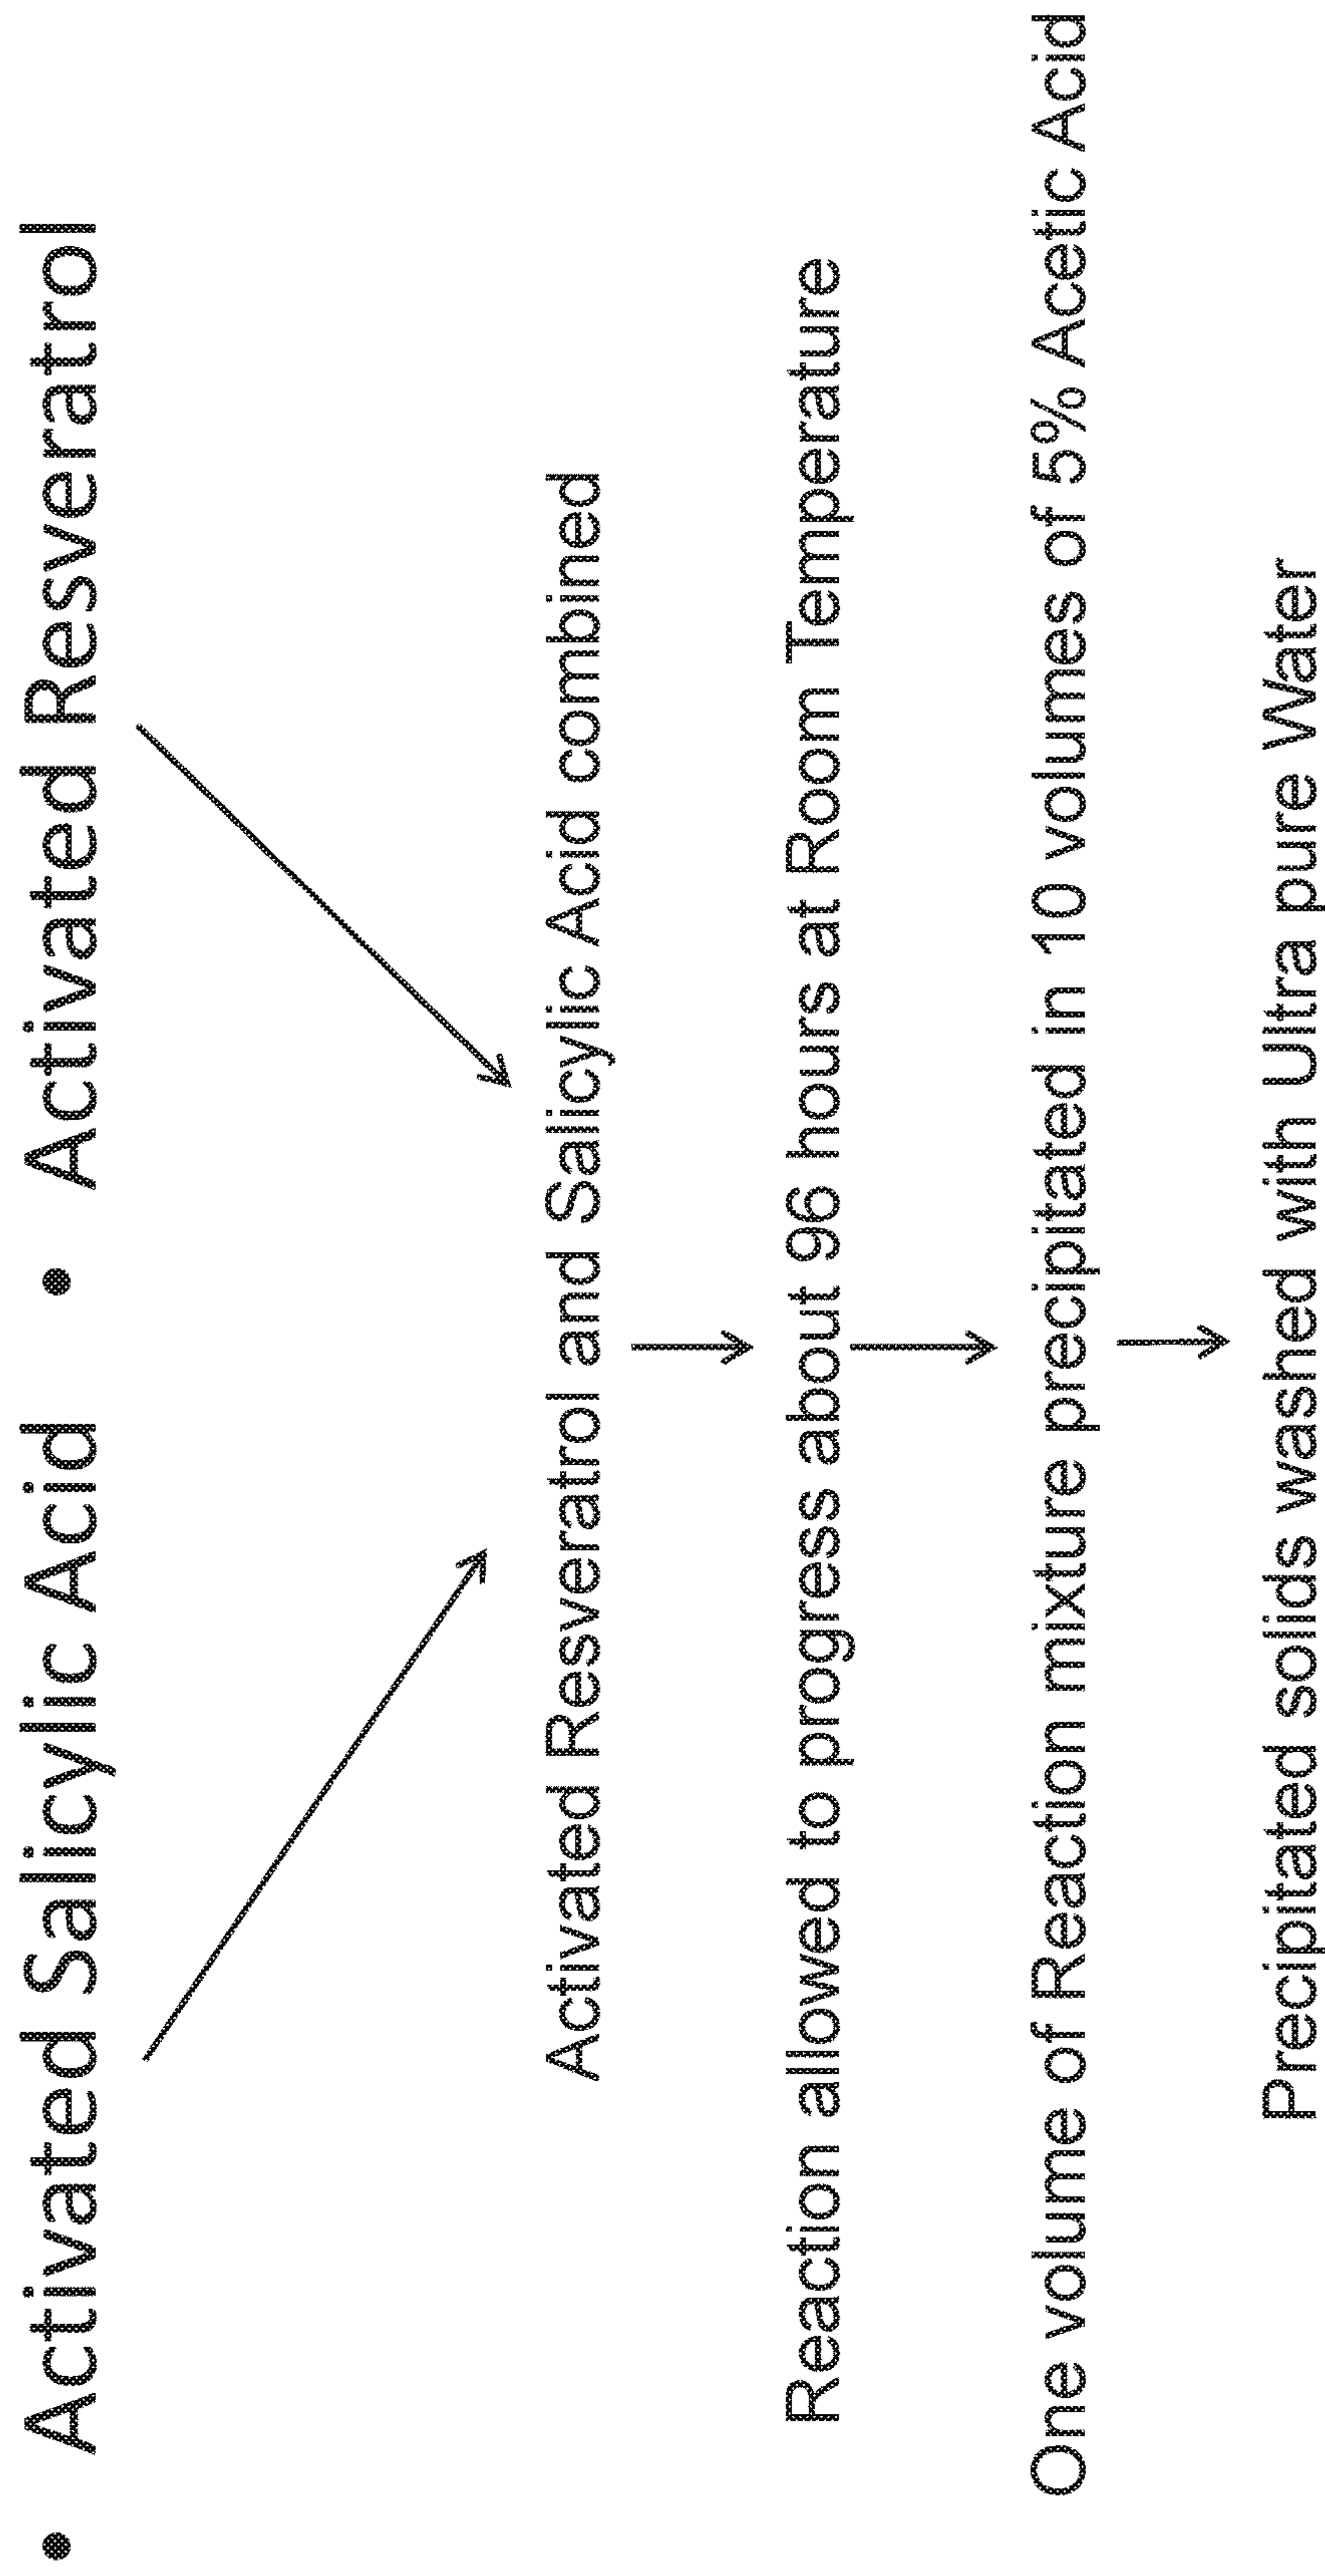 • Activated Salicylic Acid • Activated Resveratrol
Activated Resveratrol and Salicylic Acid combined
Reaction allowed to progress about 96 hours at Room Temperature
One volume of Reaction mixture precipitated in 10 volumes of 5% Acetic Acid
Precipitated solids washed with Ultra pure Water